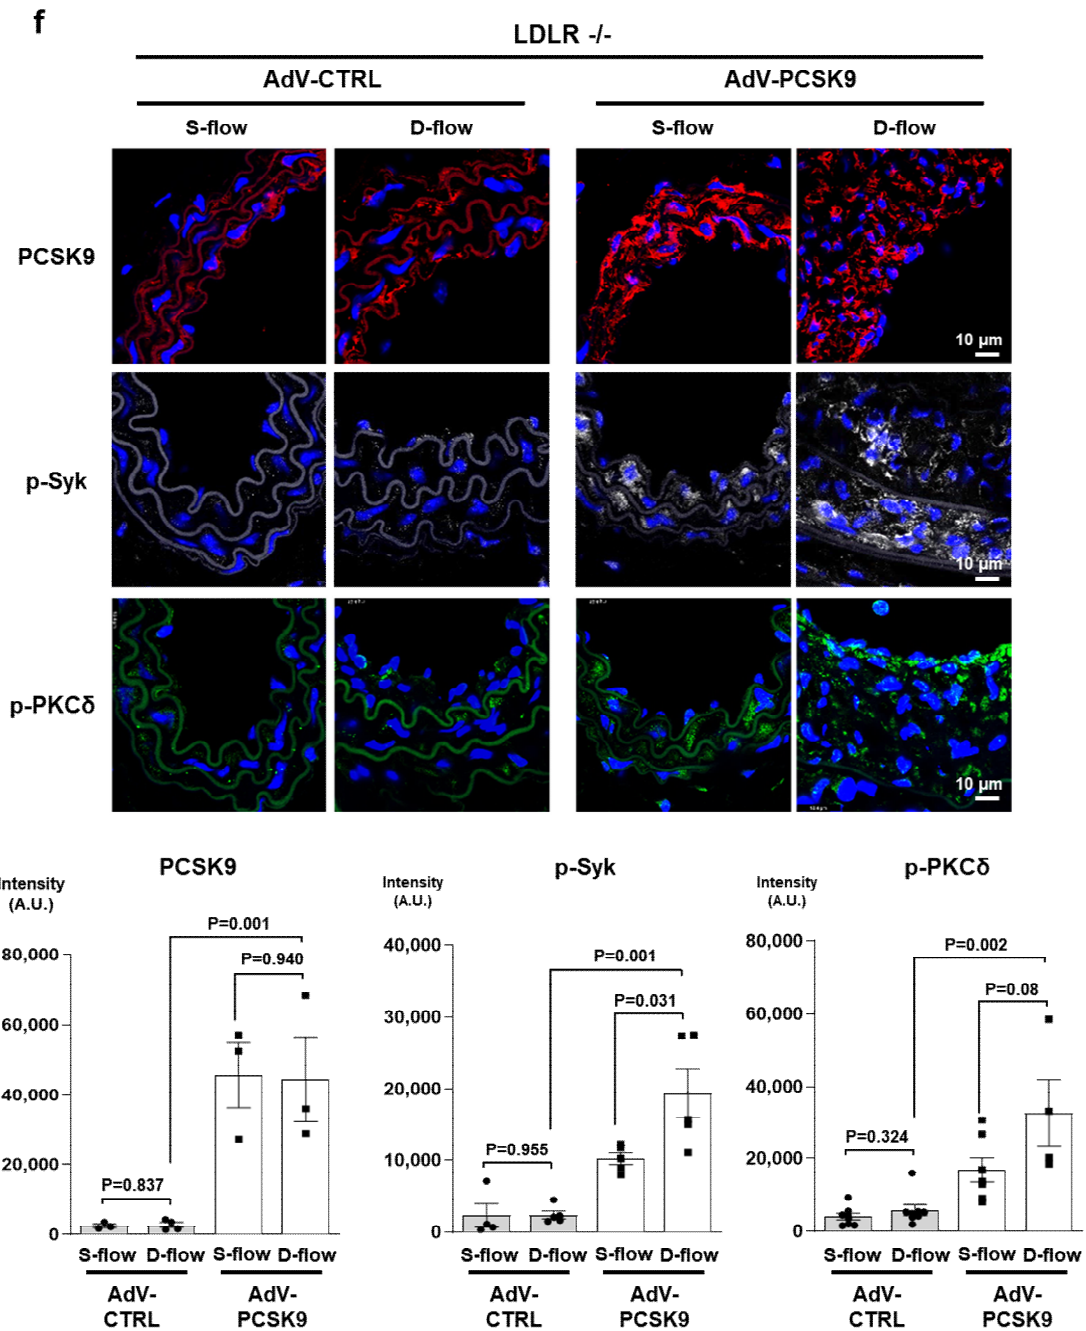 f
LDLR -/-
AdV-CTRL
AdV-PCSK9
S-flow
D-flow
S-flow
D-flow
PCSK9
10 µm
p-Syk
10 µm
p-PKCδ
10 µm
PCSK9
Intensity
(A.U.)
80,000
60,000
40,000
20,000
0
P=0.001
P=0.940
P=0.837
S-flow
D-flow
S-flow
D-flow
AdV-
CTRL
AdV-
PCSK9
p-Syk
Intensity
(A.U.)
40,000
30,000
20,000
10,000
0
P=0.001
P=0.031
P=0.955
S-flow
D-flow
S-flow
D-flow
AdV-
CTRL
AdV-
PCSK9
p-PKCδ
Intensity
(A.U.)
80,000
60,000
40,000
20,000
0
P=0.002
P=0.08
P=0.324
S-flow
D-flow
S-flow
D-flow
AdV-
CTRL
AdV-
PCSK9